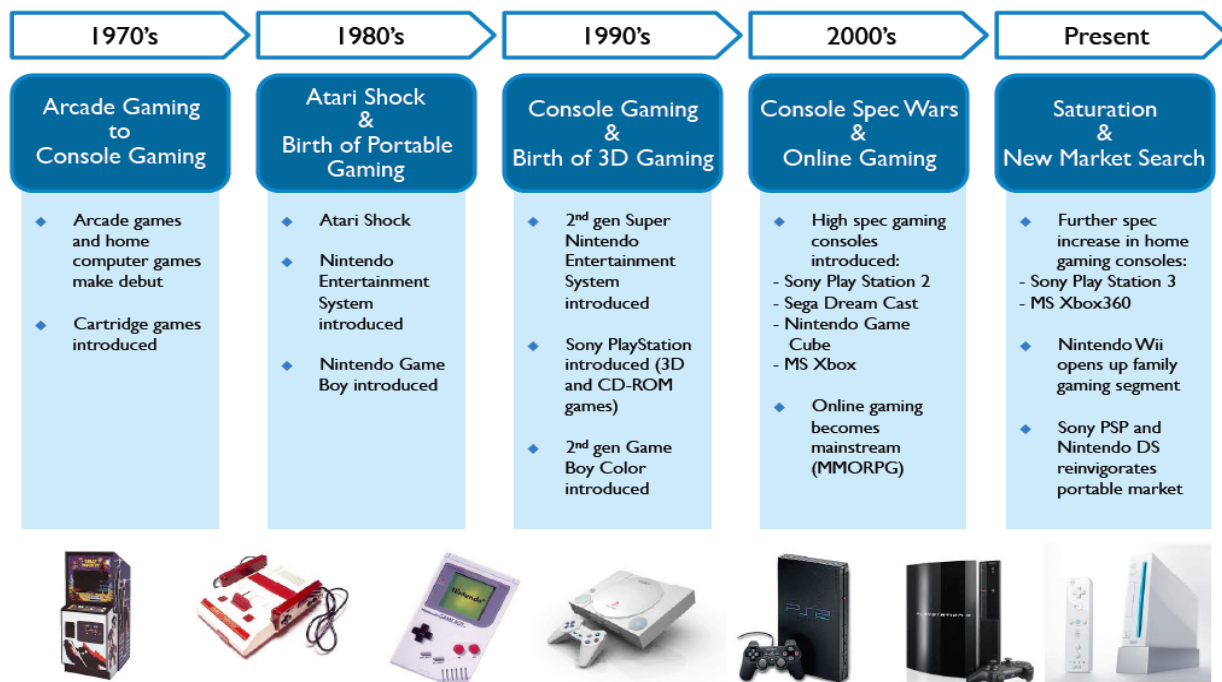 1970's
1980's
1990's
2000's
Present
Arcade Gaming
to
Console Gaming
Atari Shock
&
Birth of Portable
Gaming
Console Gaming
&
Birth of 3D Gaming
Console Spec Wars
&
Online Gaming
Saturation
&
New Market Search
◆ Arcade games
and home
computer games
make debut
◆ Cartridge games
introduced
◆ Atari Shock
◆ Nintendo
Entertainment
System
introduced
◆ Nintendo Game
Boy introduced
◆ 2nd gen Super
Nintendo
Entertainment
System
introduced
◆ Sony PlayStation
introduced (3D
and CD-ROM
games)
◆ 2nd gen Game
Boy Color
introduced
◆ High spec gaming
consoles
introduced:
- Sony Play Station 2
- Sega Dream Cast
- Nintendo Game
Cube
- MS Xbox
◆ Online gaming
becomes
mainstream
(MMORPG)
◆ Further spec
increase in home
gaming consoles:
- Sony Play Station 3
- MS Xbox360
◆ Nintendo Wii
opens up family
gaming segment
◆ Sony PSP and
Nintendo DS
reinvigorates
portable market
Nintendo
GAME BOY
PS2
PLAYSTATION 3